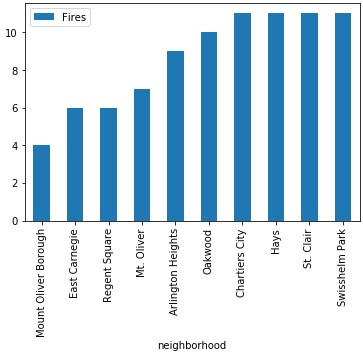 Fires
10
8
6
4
2
0
Mount Oliver Borough
East Carnegie
Regent Square
Mt. Oliver
Arlington Heights
Oakwood
Chartiers City
Hays
St. Clair
Swisshelm Park
neighborhood